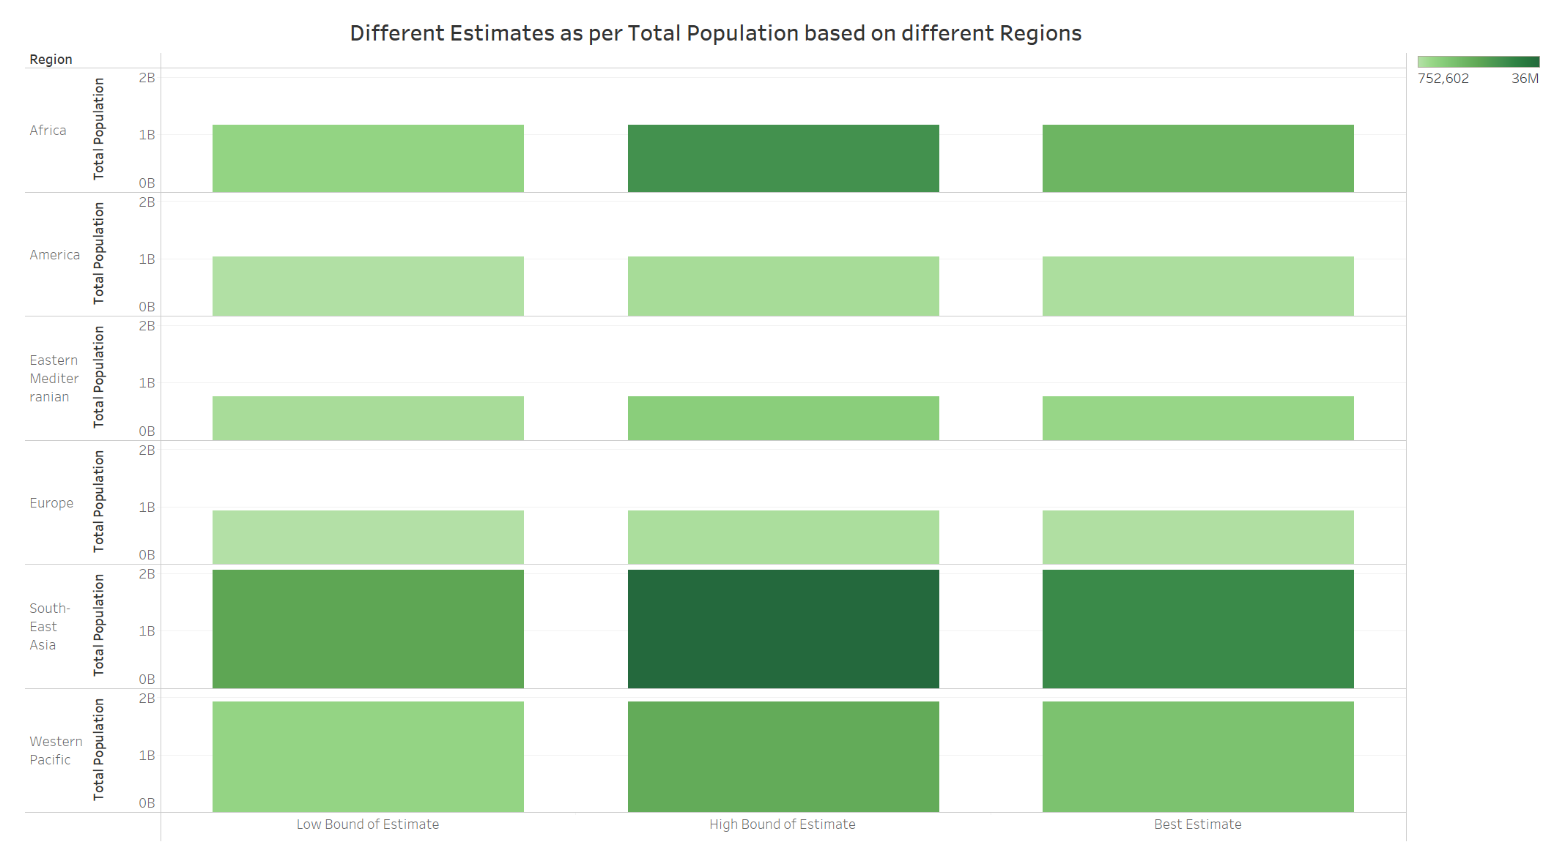 Different Estimates as per Total Population based on different Regions
Region
752,602 36M
Africa
Total Population
2B
1B
0B
America
Total Population
2B
1B
0B
Eastern
Mediter
ranian
Total Population
2B
1B
0B
Europe
Total Population
2B
1B
0B
South-
East
Asia
Total Population
2B
1B
0B
Western
Pacific
Total Population
2B
1B
0B
Low Bound of Estimate High Bound of Estimate Best Estimate